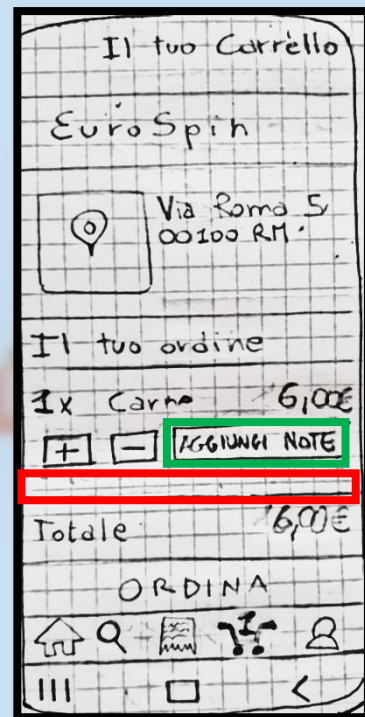 Il tuo Carrello
EuroSpin
Via Roma 5
00100 RM.
Il tuo ordine
1x Carne 6,00€
+ - AGGIUNGI NOTE
Totale 6,00€
ORDINA
1